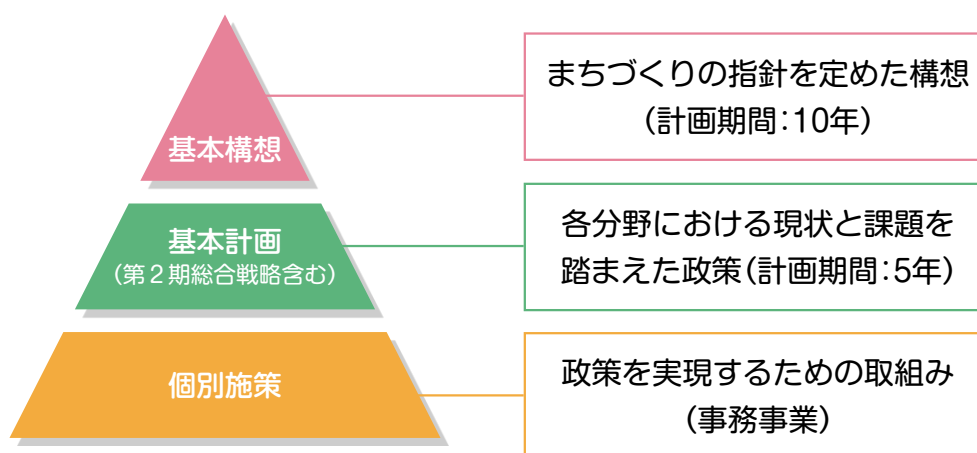 基本構想
まちづくりの指針を定めた構想
(計画期間:10年)
基本計画
(第2期総合戦略含む)
各分野における現状と課題を
踏まえた政策(計画期間:5年)
個別施策
政策を実現するための取組み
(事務事業)